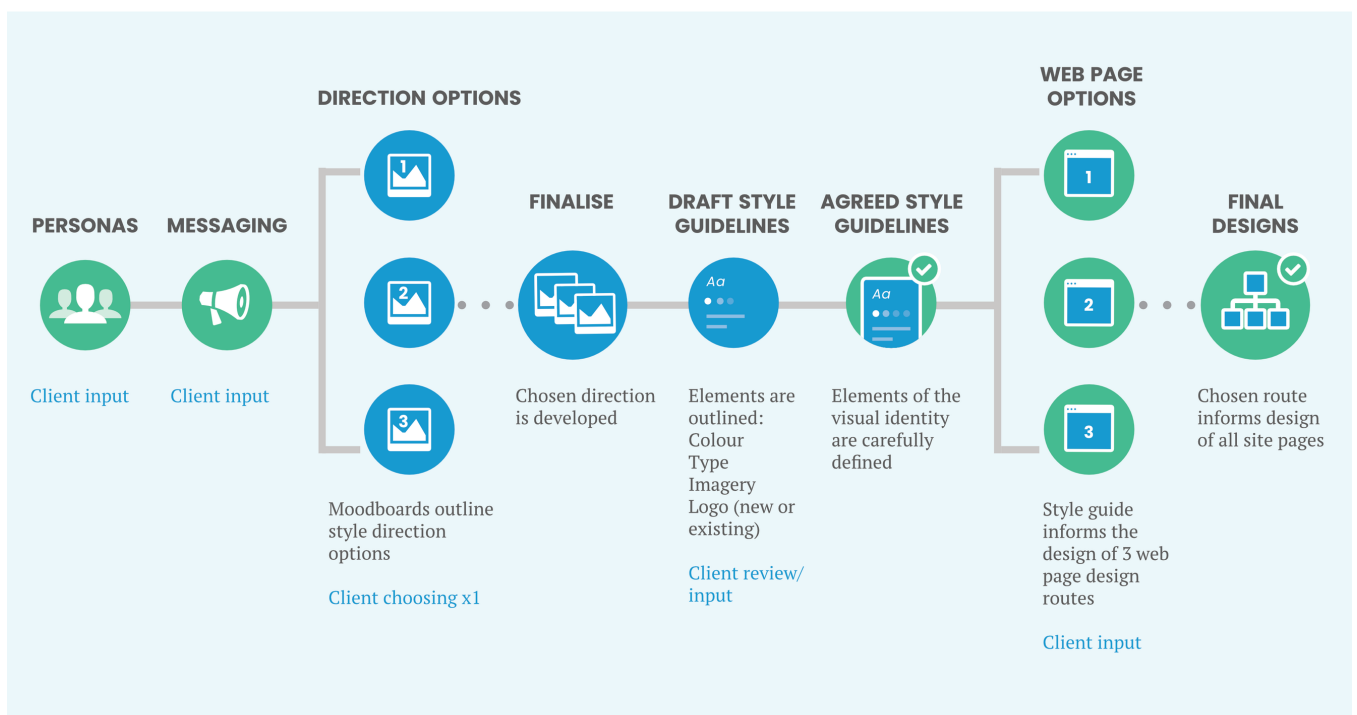 PERSONAS
Client input
MESSAGING
Client input
DIRECTION OPTIONS
1
2
3
Moodboards outline
style direction
options
Client choosing x1
FINALISE
Chosen direction
is developed
DRAFT STYLE
GUIDELINES
Aa
Elements are
outlined:
Colour
Type
Imagery
Logo (new or
existing)
Client review/
input
AGREED STYLE
GUIDELINES
Aa
Elements of the
visual identity
are carefully
defined
WEB PAGE
OPTIONS
1
2
3
Style guide
informs the
design of 3 web
page design
routes
Client input
FINAL
DESIGNS
Chosen route
informs design
of all site pages